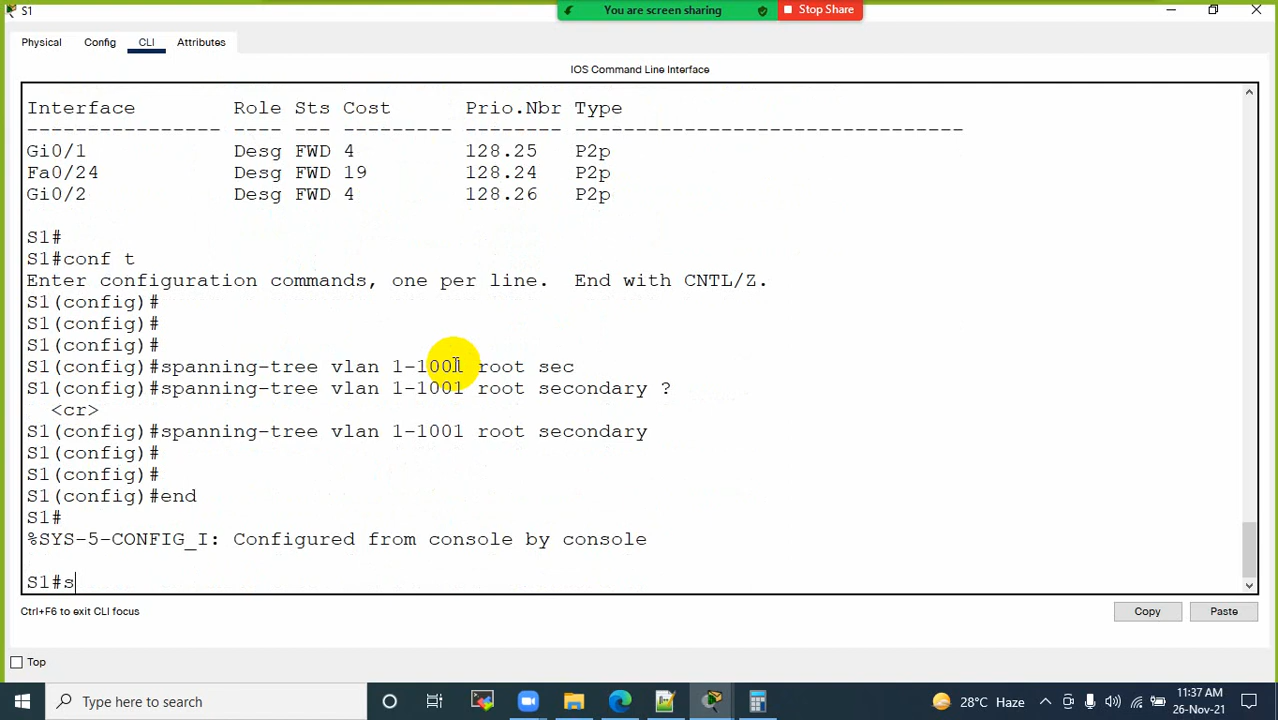 S1
You are screen sharing
Stop Share
Physical Config CLI Attributes
IOS Command Line Interface
Interface Role Sts Cost Prio.Nbr Type
---------------- ---- --- --------- -------- --------------------------------
Gi0/1 Desg FWD 4 128.25 P2p
Fa0/24 Desg FWD 19 128.24 P2p
Gi0/2 Desg FWD 4 128.26 P2p
S1#
S1#conf t
Enter configuration commands, one per line. End with CNTL/Z.
S1(config)#
S1(config)#
S1(config)#
S1(config)#spanning-tree vlan 1-1001 root sec
S1(config)#spanning-tree vlan 1-1001 root secondary ?
<cr>
S1(config)#spanning-tree vlan 1-1001 root secondary
S1(config)#
S1(config)#
S1(config)#end
S1#
%SYS-5-CONFIG_I: Configured from console by console
S1#s
Ctrl+F6 to exit CLI focus
Copy Paste
Top
Type here to search
28°C Haze
11:37 AM
26-Nov-21